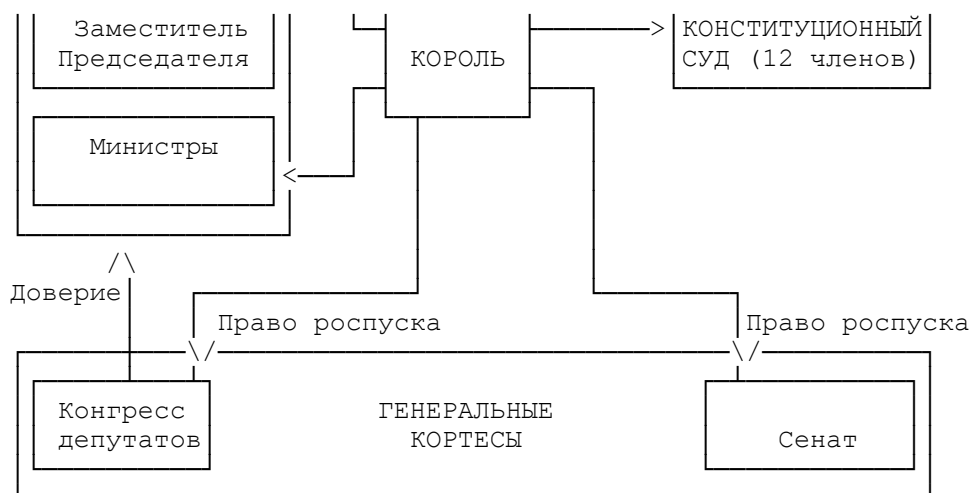 Заместитель
Председателя
КОРОЛЬ
КОНСТИТУЦИОННЫЙ
СУД (12 членов)
Министры
Доверие
Право роспуска
Право роспуска
Конгресс
депутатов
ГЕНЕРАЛЬНЫЕ
КОРТЕСЫ
Сенат